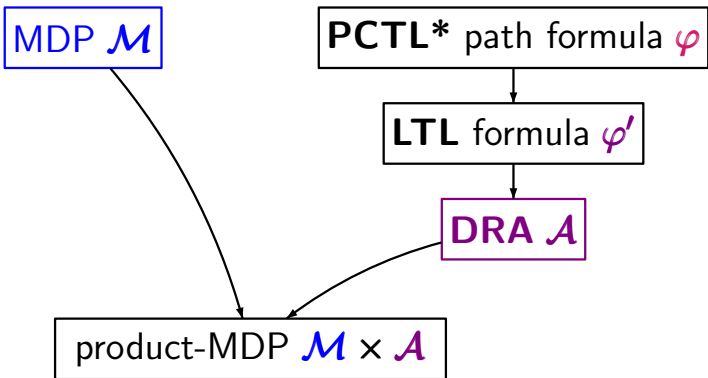 MDP 𝓜
PCTL* path formula φ
LTL formula φ′
DRA 𝓐
product-MDP 𝓜 × 𝓐